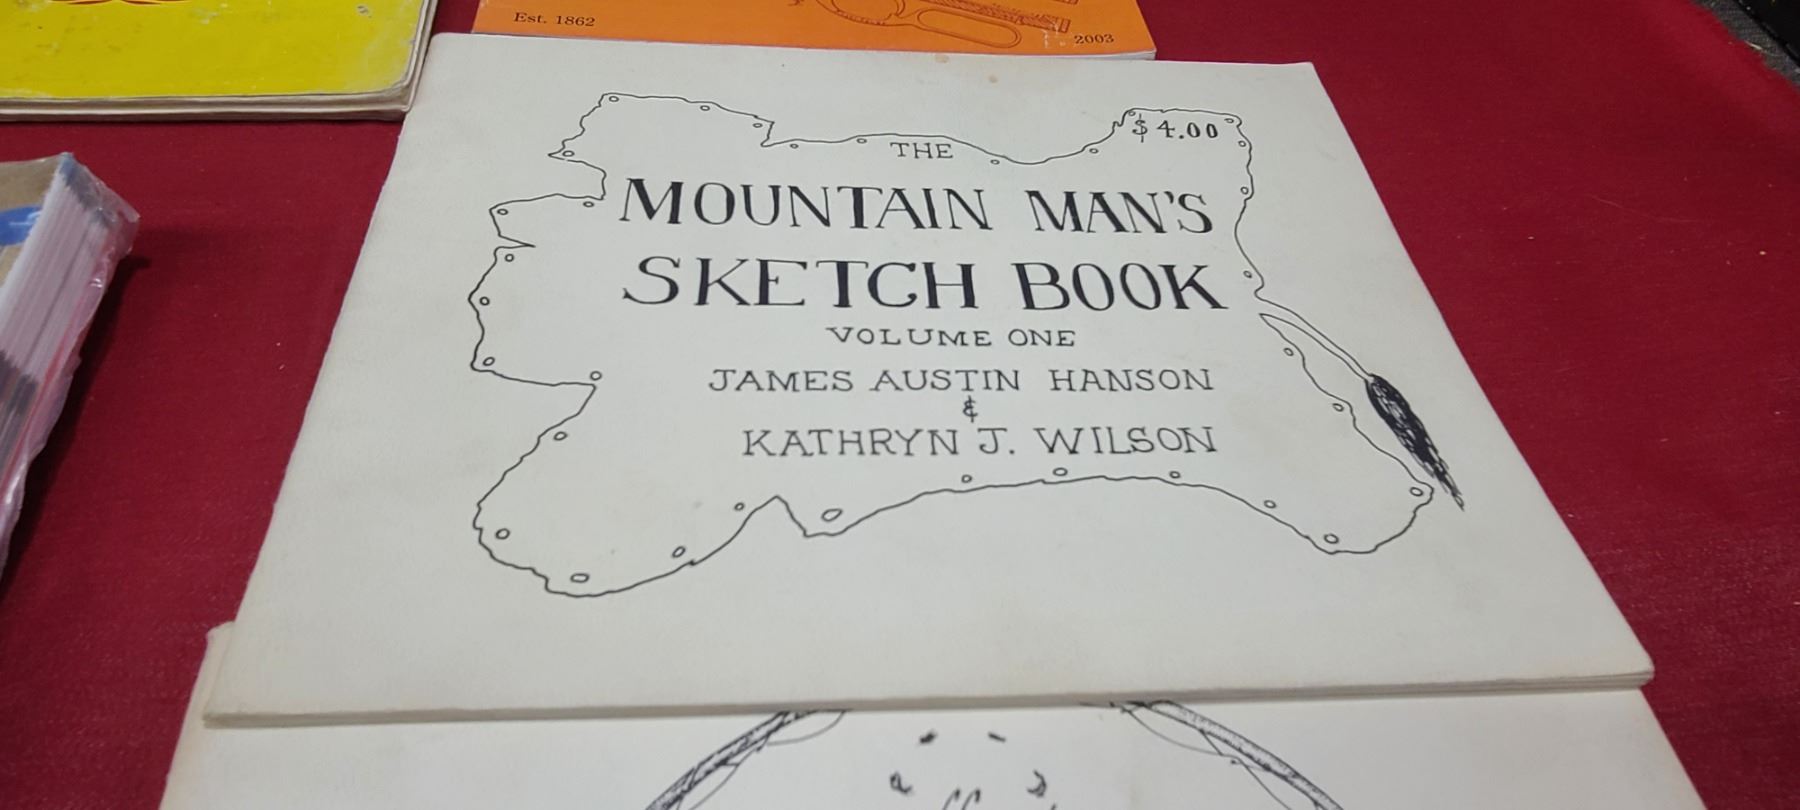 Est. 1862
2003
$4.00
THE
MOUNTAIN MAN'S
SKETCH BOOK
VOLUME ONE
JAMES AUSTIN HANSON
&
KATHRYN J. WILSON